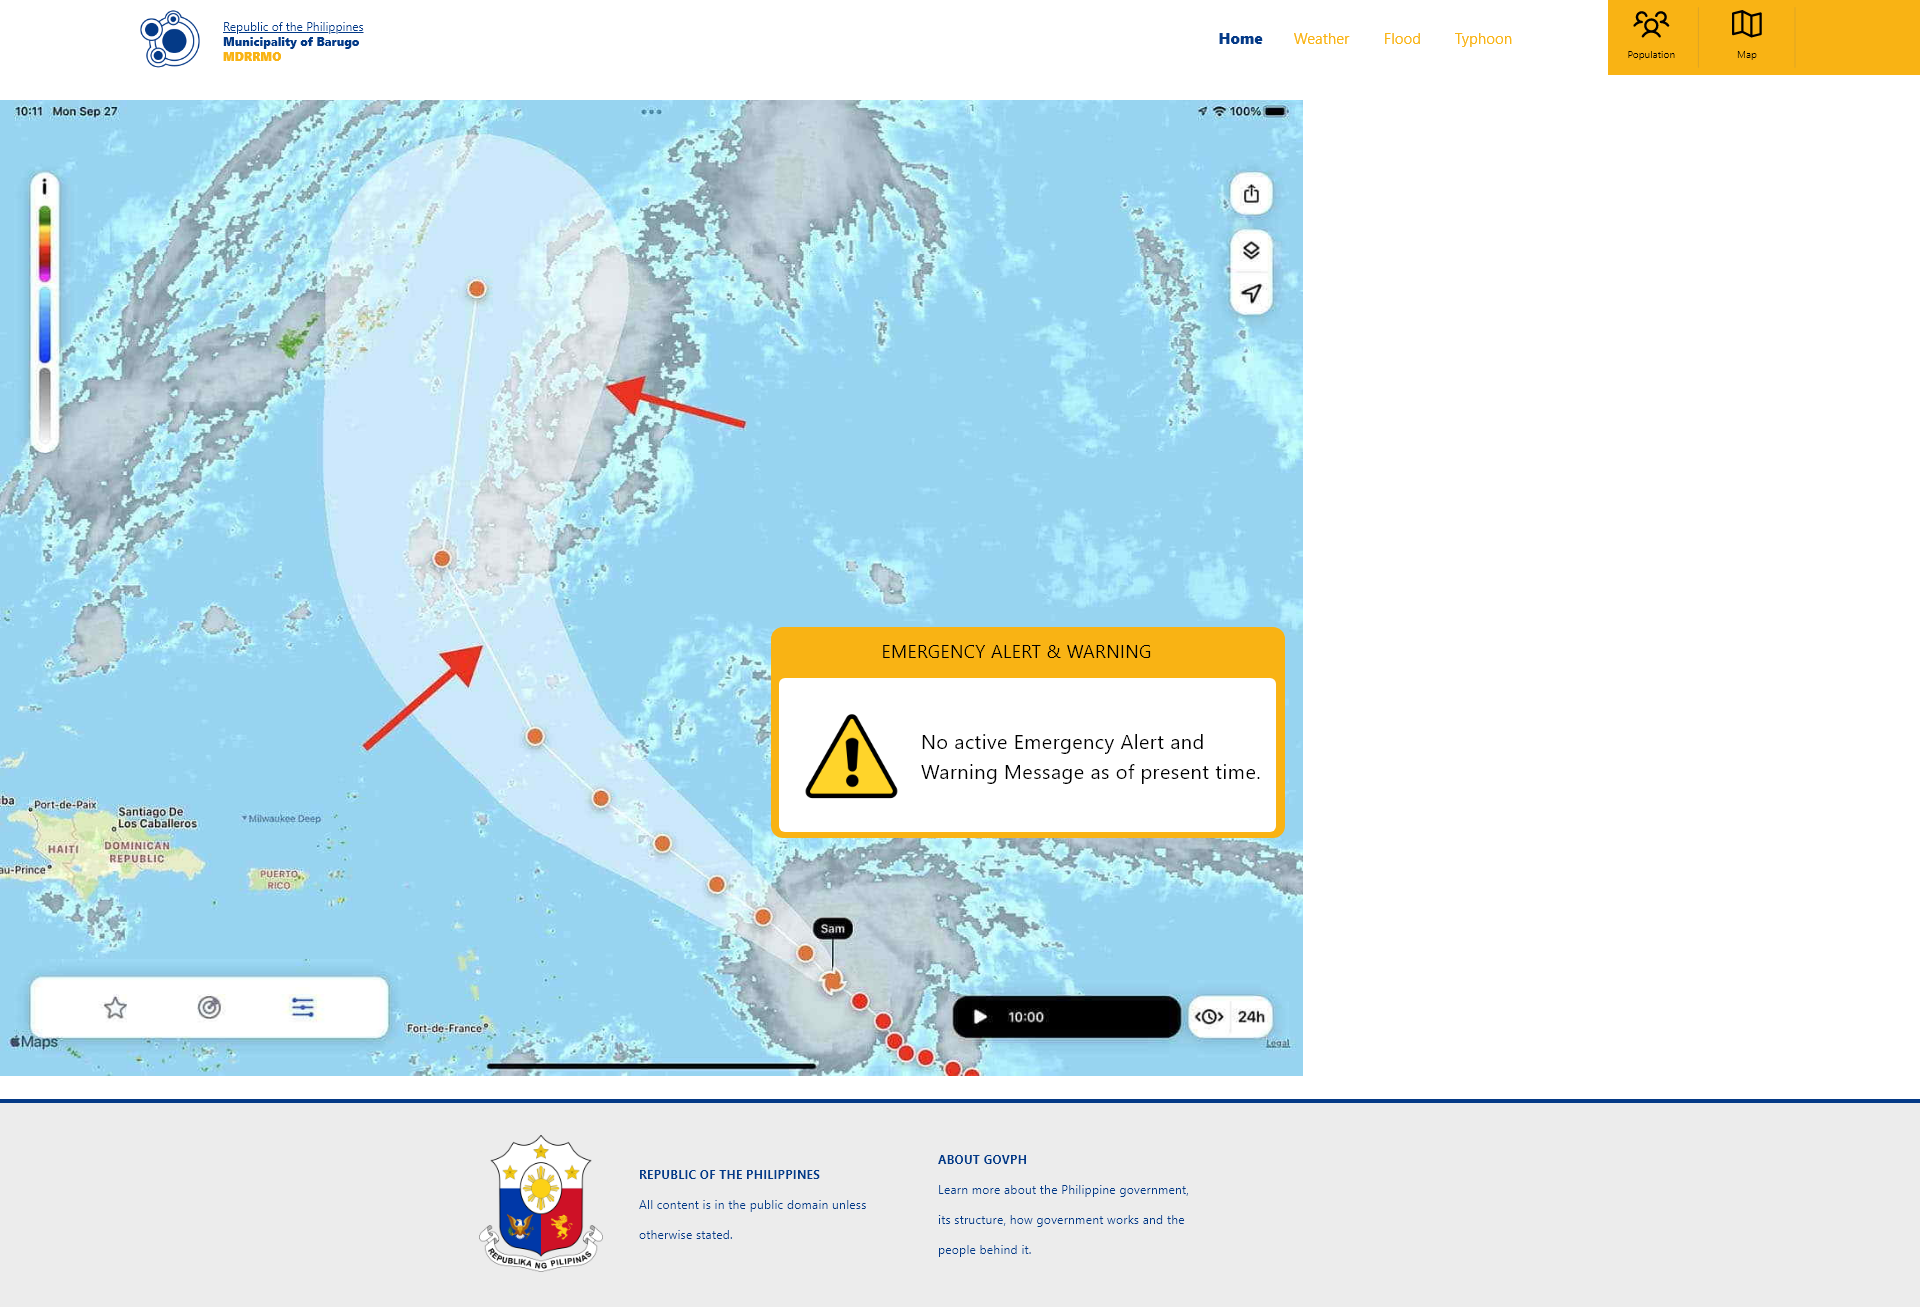 Republic of the Philippines
Municipality of Barugo
MDRRMO
Home
Weather
Flood
Typhoon
Population
Map
10:11 Mon Sep 27
100%
i
EMERGENCY ALERT & WARNING
No active Emergency Alert and
Warning Message as of present time.
ba
Port-de-Paix
Santiago De
Los Caballeros
HAITI
DOMINICAN
REPUBLIC
au-Prince
Milwaukee Deep
PUERTO
RICO
Sam
Fort-de-France
10:00
24h
Maps
Legal
REPUBLIKA NG PILIPINAS
REPUBLIC OF THE PHILIPPINES
All content is in the public domain unless
otherwise stated.
ABOUT GOVPH
Learn more about the Philippine government,
its structure, how government works and the
people behind it.